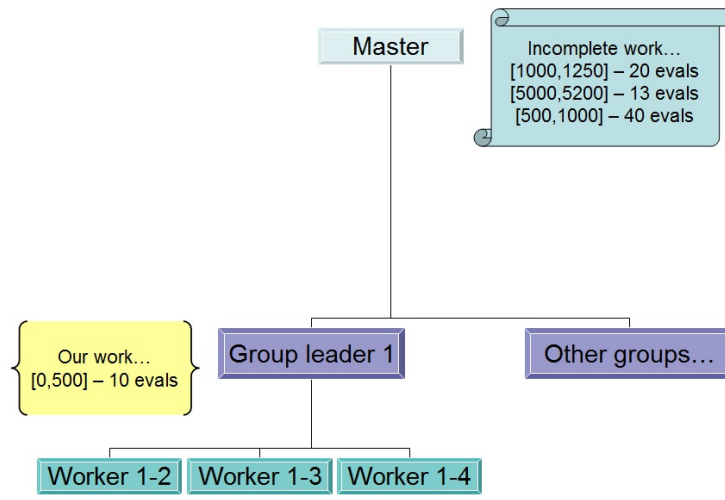 Master
Incomplete work…
[1000,1250] – 20 evals
[5000,5200] – 13 evals
[500,1000] – 40 evals
Our work…
[0,500] – 10 evals
Group leader 1
Other groups…
Worker 1-2
Worker 1-3
Worker 1-4